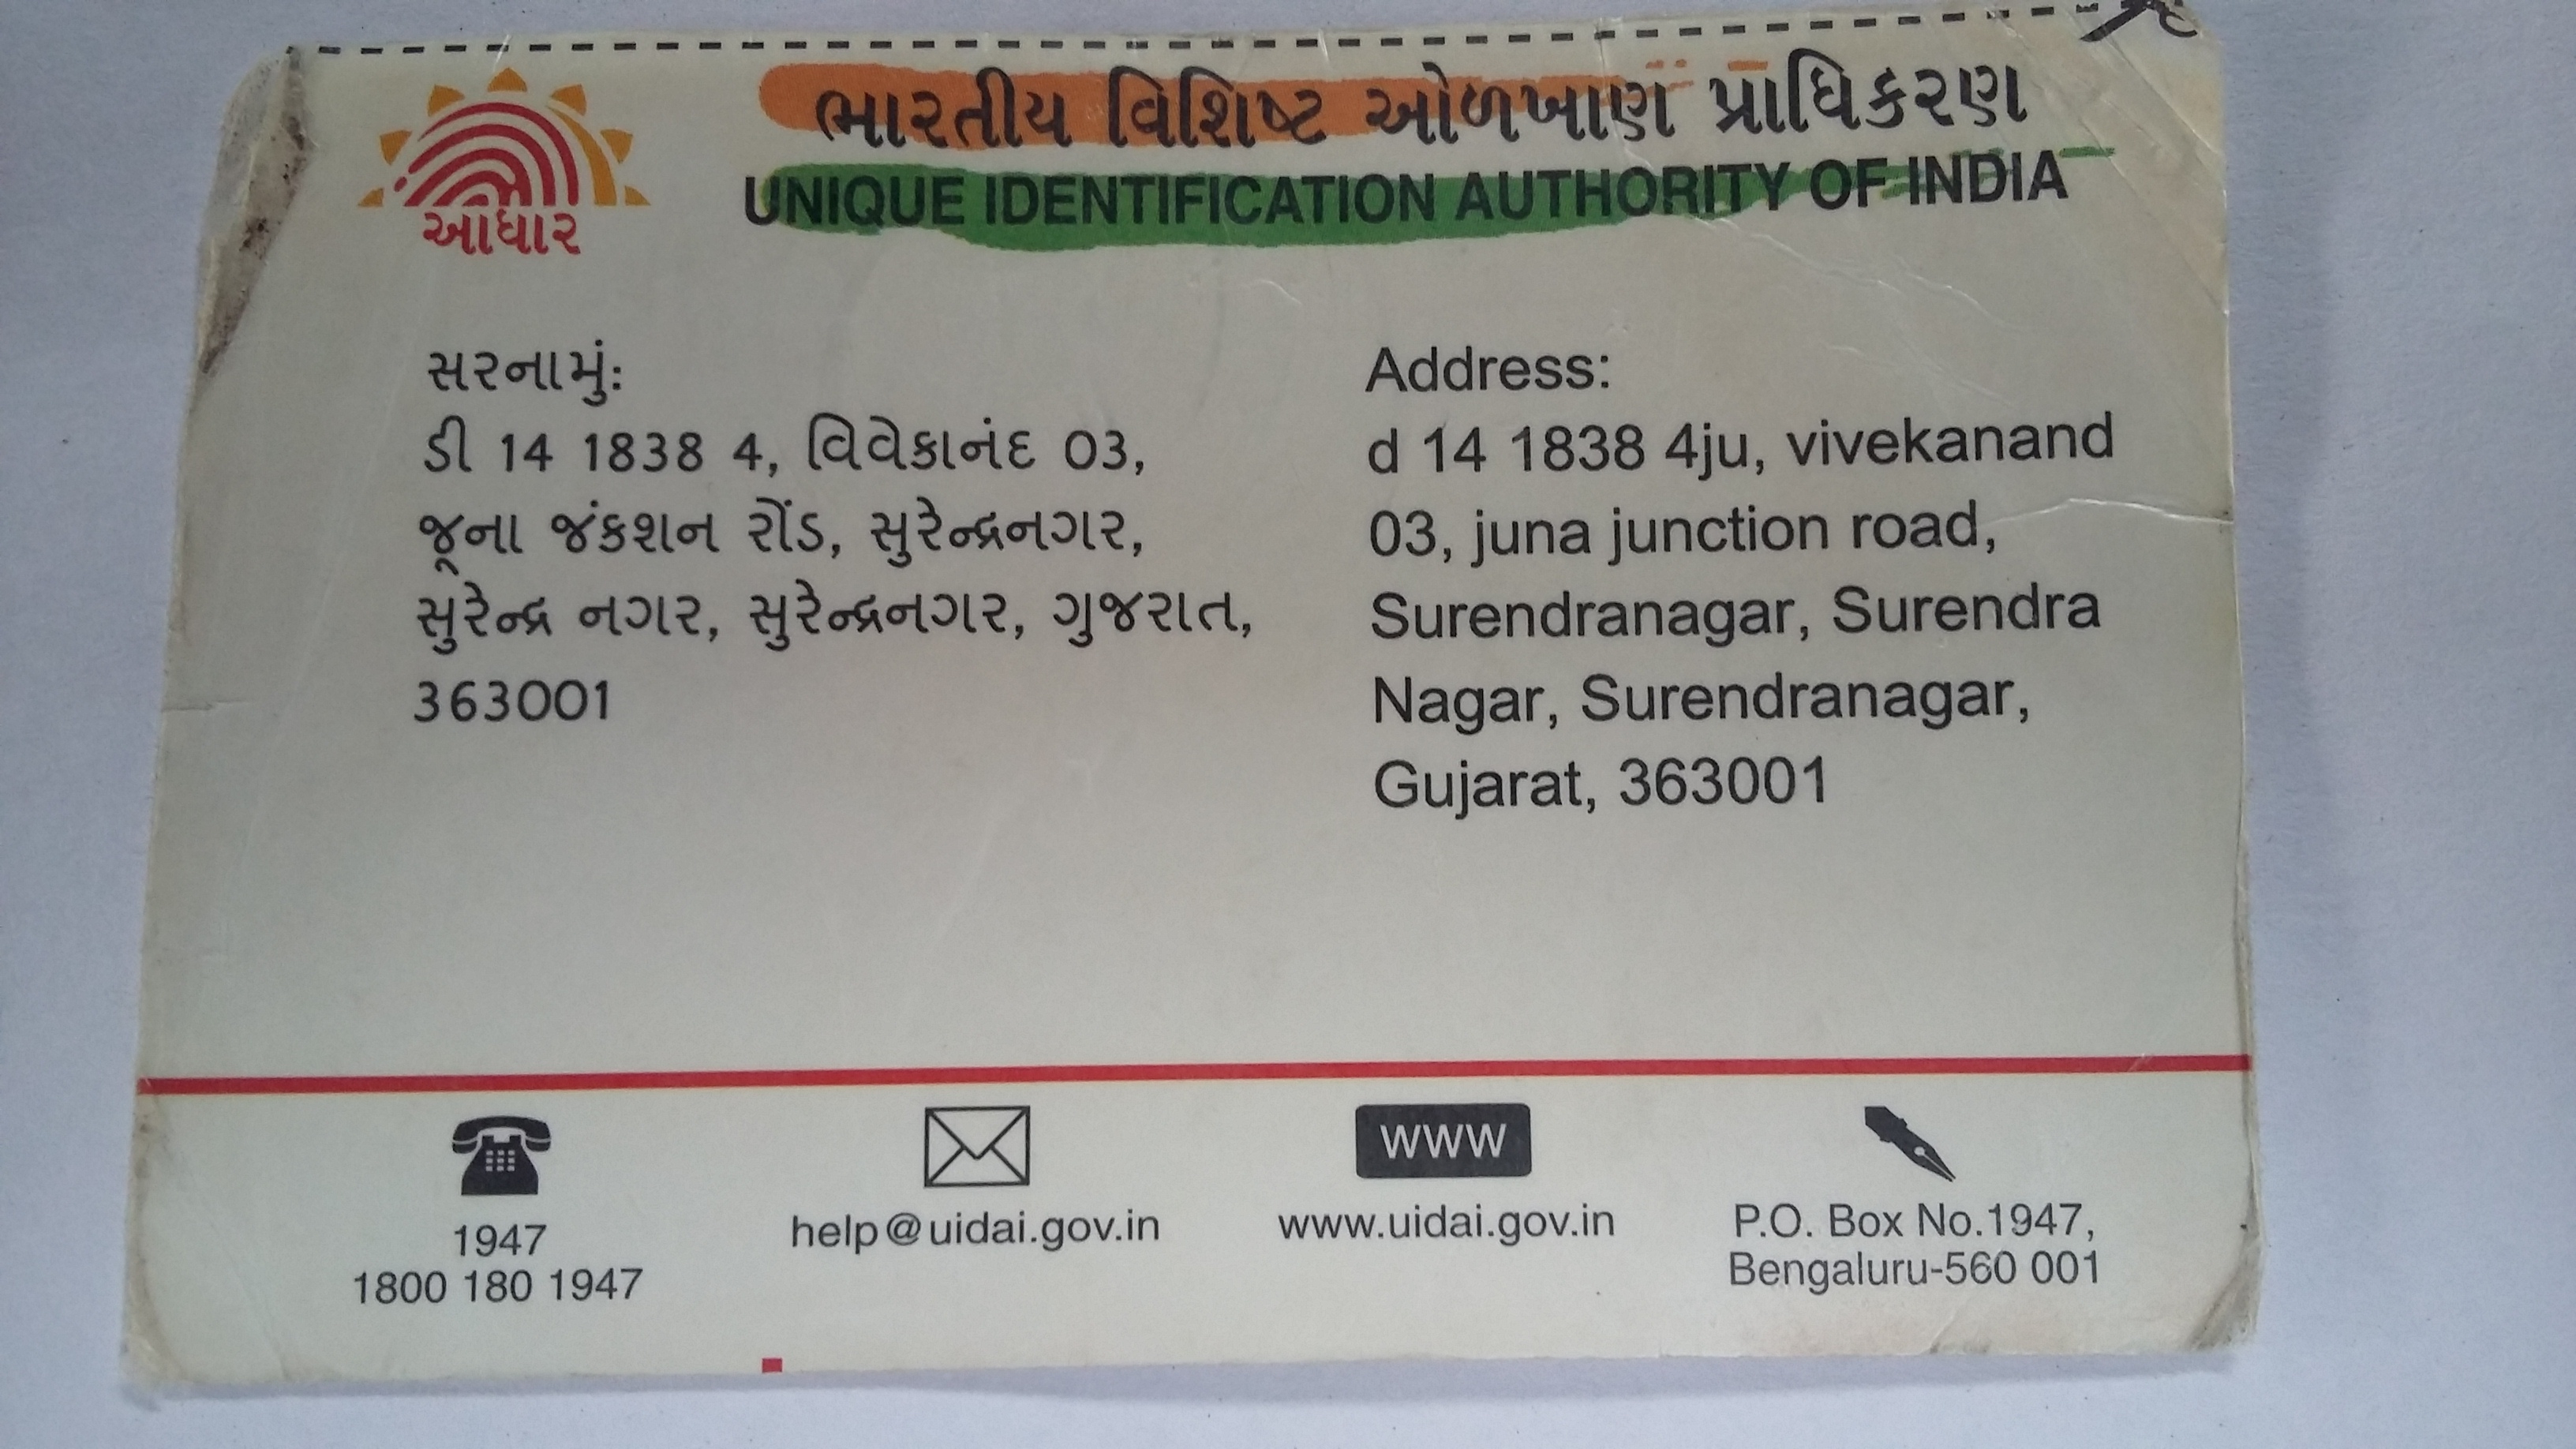 ભારતીય વિશિષ્ટ ઓળખાણ પ્રાધિકરણ
UNIQUE IDENTIFICATION AUTHORITY OF INDIA
આધાર
સરનામું:
ડી 14 1838 4, વિવેકાનંદ 03,
જૂના જંકશન રોંડ, સુરેન્દ્રનગર,
સુરેન્દ્ર નગર, સુરેન્દ્રનગર, ગુજરાત,
363001
Address:
d 14 1838 4ju, vivekanand
03, juna junction road,
Surendranagar, Surendra
Nagar, Surendranagar,
Gujarat, 363001
1947
1800 180 1947
help@uidai.gov.in
WWW
www.uidai.gov.in
P.O. Box No.1947,
Bengaluru-560 001